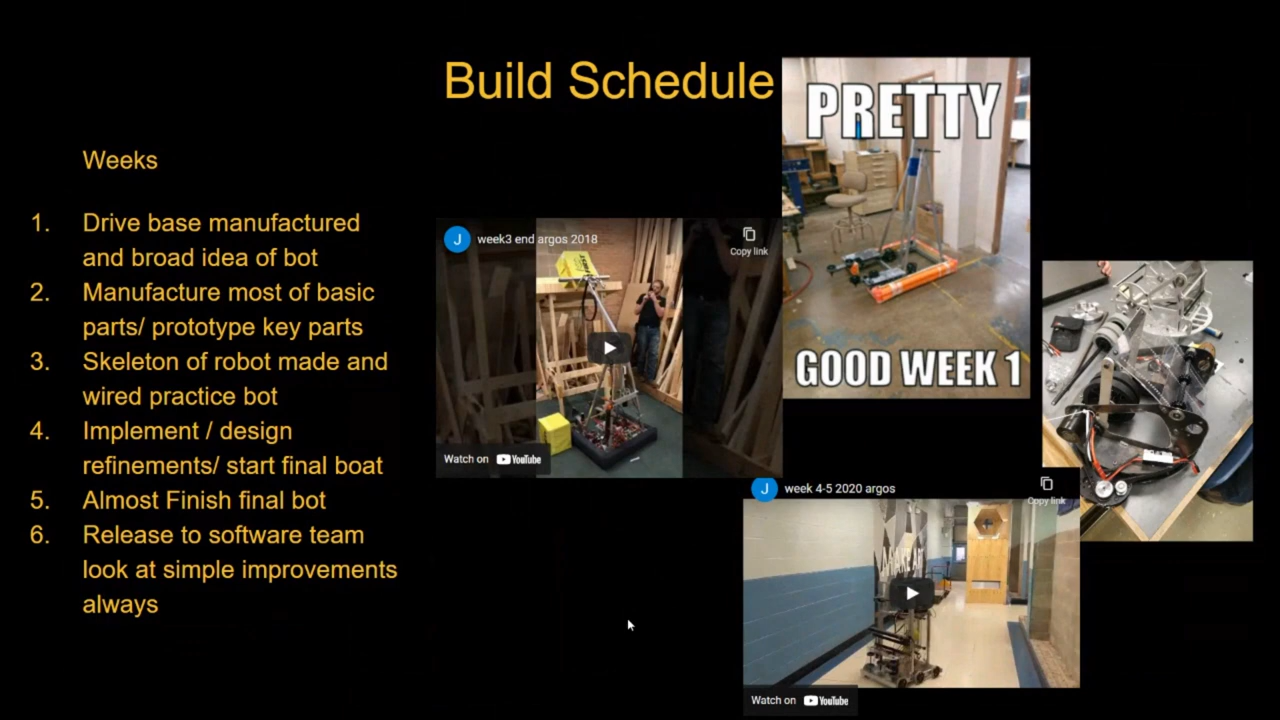 Build Schedule
Weeks
1. Drive base manufactured
and broad idea of bot
2. Manufacture most of basic
parts/ prototype key parts
3. Skeleton of robot made and
wired practice bot
4. Implement / design
refinements/ start final boat
5. Almost Finish final bot
6. Release to software team
look at simple improvements
always
J week3 end argos 2018
Copy link
Watch on YouTube
PRETTY
GOOD WEEK 1
J week 4-5 2020 argos
Copy link
MAKE ART
Watch on YouTube